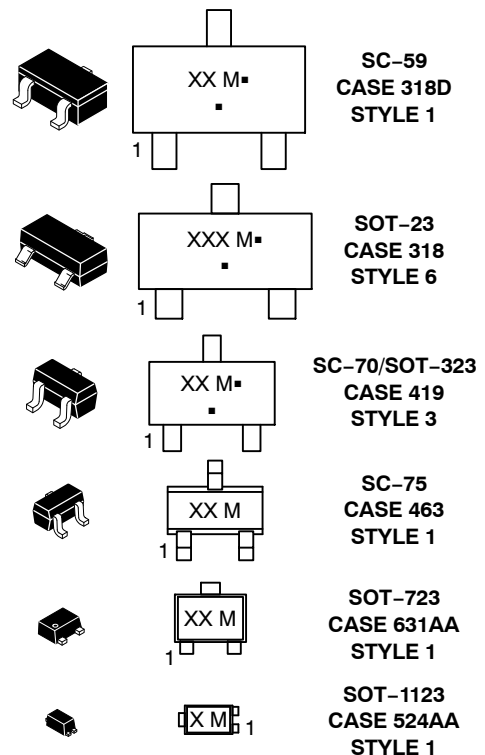 XX M▪
▪
1
SC−59
CASE 318D
STYLE 1
XXX M▪
▪
1
SOT−23
CASE 318
STYLE 6
XX M▪
▪
1
SC−70/SOT−323
CASE 419
STYLE 3
XX M
1
SC−75
CASE 463
STYLE 1
XX M
1
SOT−723
CASE 631AA
STYLE 1
X M
1
SOT−1123
CASE 524AA
STYLE 1